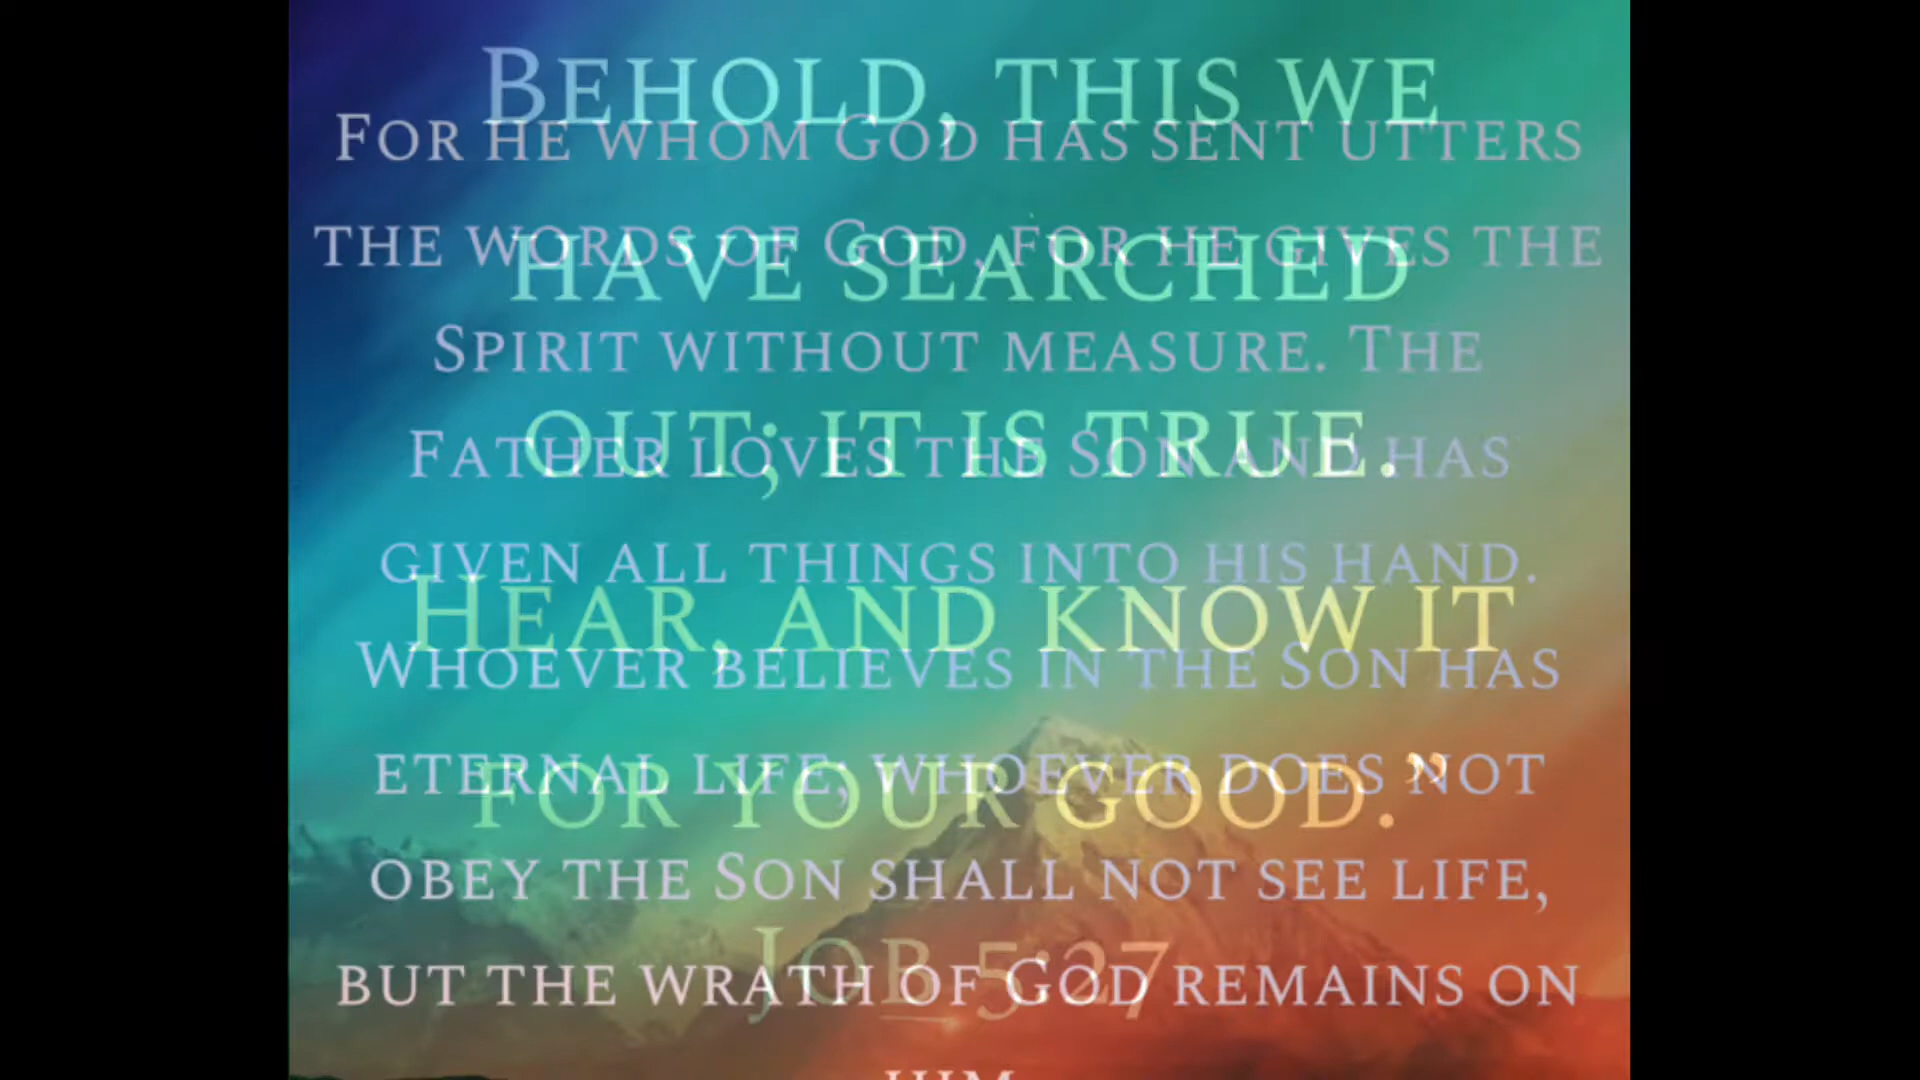 Behold, this we
have searched
out; it is true.
Hear, and know it
for your good.”
Job 5:27
For he whom God has sent utters
the words of God, for he gives the
Spirit without measure. The
Father loves the Son and has
given all things into his hand.
Whoever believes in the Son has
eternal life; whoever does not
obey the Son shall not see life,
but the wrath of God remains on
him